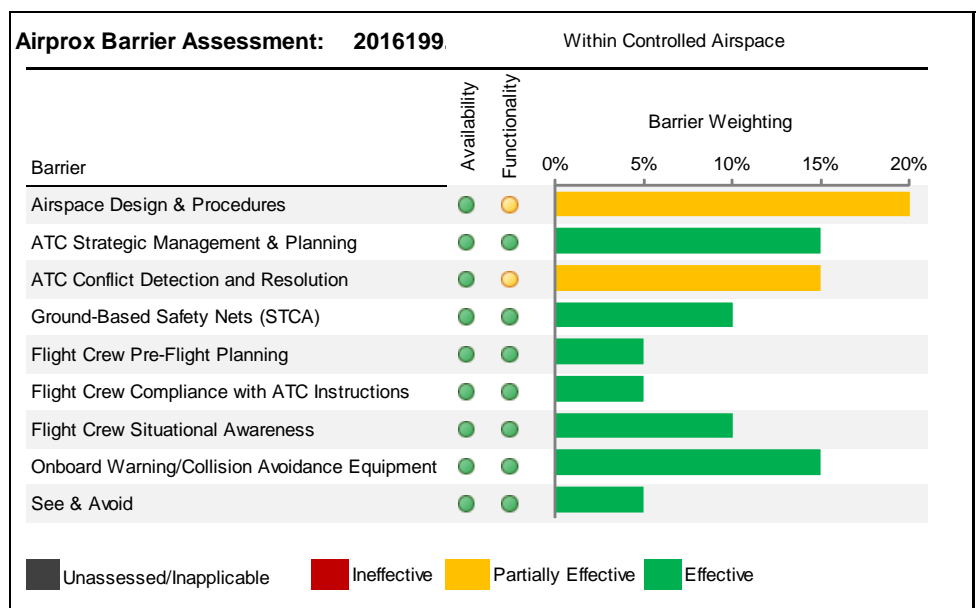 Airprox Barrier Assessment: 2016199 Within Controlled Airspace
Availability
Functionality
Barrier Weighting
Barrier
0% 5% 10% 15% 20%
Airspace Design & Procedures
ATC Strategic Management & Planning
ATC Conflict Detection and Resolution
Ground-Based Safety Nets (STCA)
Flight Crew Pre-Flight Planning
Flight Crew Compliance with ATC Instructions
Flight Crew Situational Awareness
Onboard Warning/Collision Avoidance Equipment
See & Avoid
Unassessed/Inapplicable Ineffective Partially Effective Effective